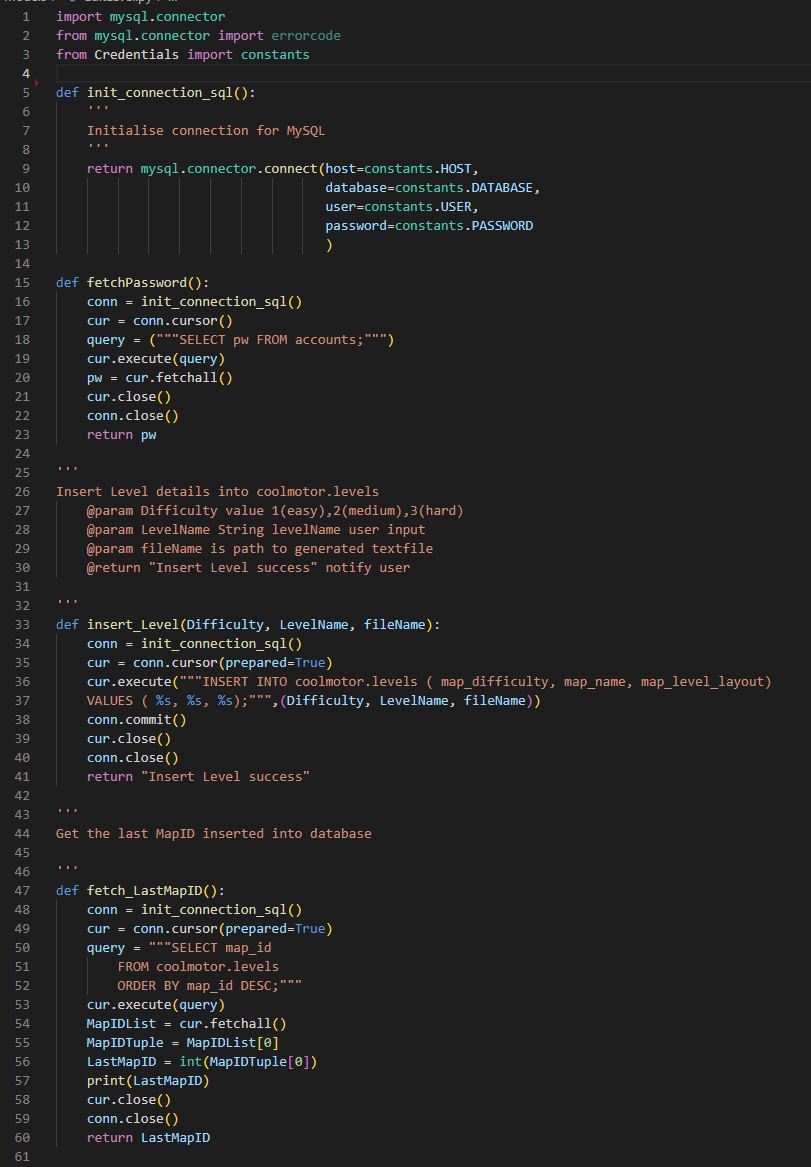 1 import mysql.connector
2 from mysql.connector import errorcode
3 from Credentials import constants
4
5 def init_connection_sql():
6     '''
7     Initialise connection for MySQL
8     '''
9     return mysql.connector.connect(host=constants.HOST,
10                                   database=constants.DATABASE,
11                                   user=constants.USER,
12                                   password=constants.PASSWORD
13                                   )
14
15 def fetchPassword():
16     conn = init_connection_sql()
17     cur = conn.cursor()
18     query = ("""SELECT pw FROM accounts;""")
19     cur.execute(query)
20     pw = cur.fetchall()
21     cur.close()
22     conn.close()
23     return pw
24
25 '''
26 Insert Level details into coolmotor.levels
27     @param Difficulty value 1(easy),2(medium),3(hard)
28     @param LevelName String levelName user input
29     @param fileName is path to generated textfile
30     @return "Insert Level success" notify user
31
32 '''
33 def insert_Level(Difficulty, LevelName, fileName):
34     conn = init_connection_sql()
35     cur = conn.cursor(prepared=True)
36     cur.execute("""INSERT INTO coolmotor.levels ( map_difficulty, map_name, map_level_layout)
37     VALUES ( %s, %s, %s);""",(Difficulty, LevelName, fileName))
38     conn.commit()
39     cur.close()
40     conn.close()
41     return "Insert Level success"
42
43 '''
44 Get the last MapID inserted into database
45
46 '''
47 def fetch_LastMapID():
48     conn = init_connection_sql()
49     cur = conn.cursor(prepared=True)
50     query = """SELECT map_id
51         FROM coolmotor.levels
52         ORDER BY map_id DESC;"""
53     cur.execute(query)
54     MapIDList = cur.fetchall()
55     MapIDTuple = MapIDList[0]
56     LastMapID = int(MapIDTuple[0])
57     print(LastMapID)
58     cur.close()
59     conn.close()
60     return LastMapID
61